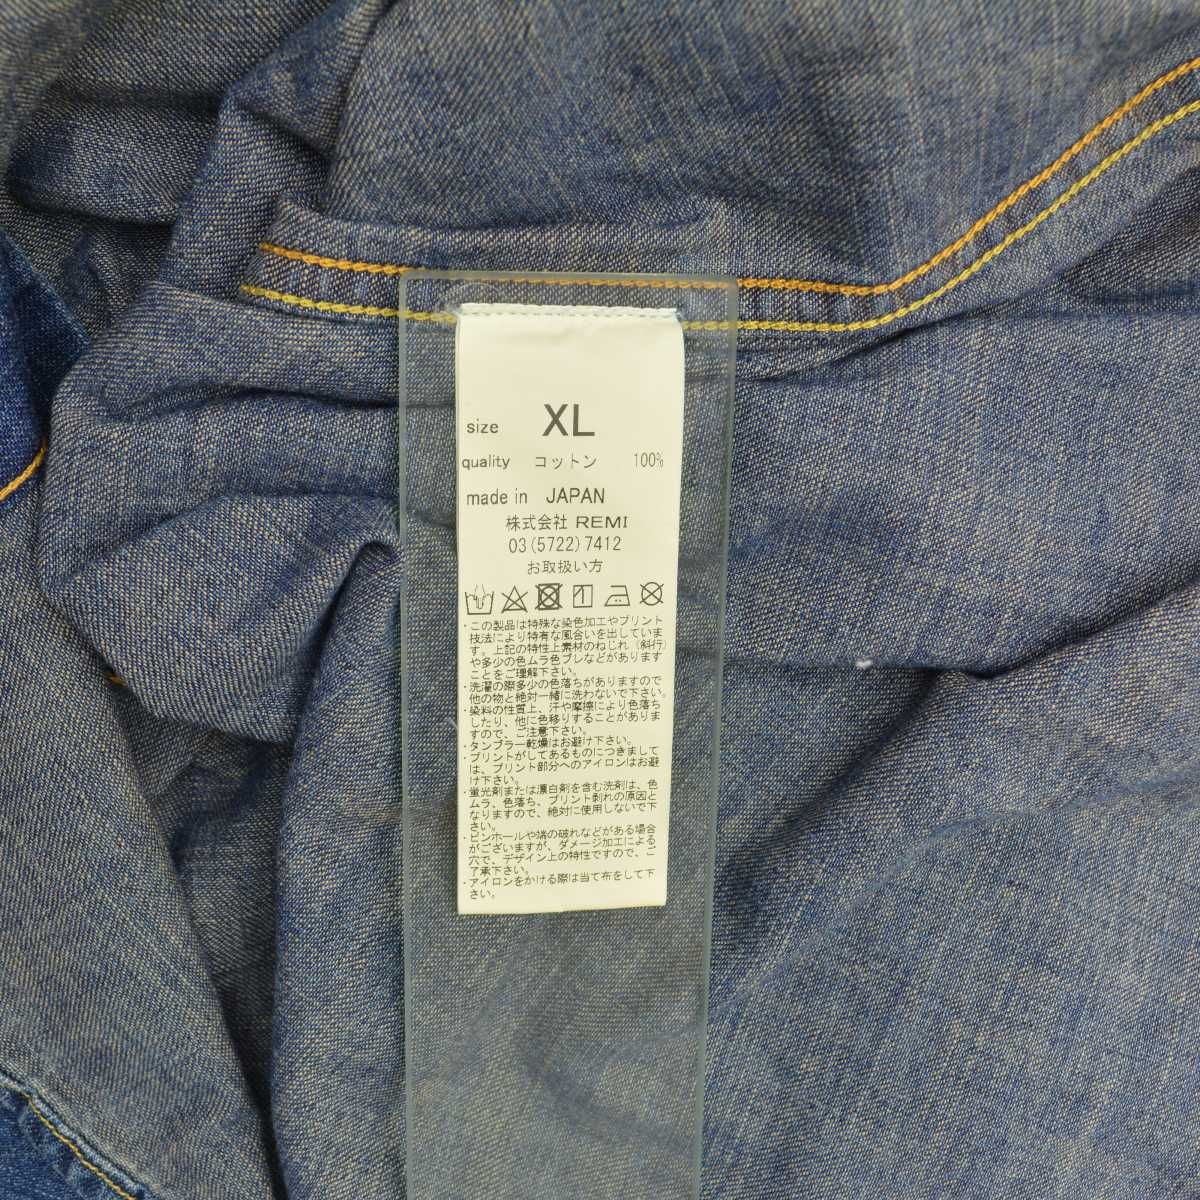 size XL
quality コットン 100%
made in JAPAN
株式会社 REMI
03(5722)7412
お取扱い方
・この製品は特殊な染色加工やプリント
技法により特有な風合いを出していま
す。上記の特性上素材のねじれ(斜行)
や多少の色ムラ色ブレなどがあります
ことをご理解下さい。
・洗濯の際多少の色落ちがありますので
他の物と絶対一緒に洗わないで下さい。
・染料の性質上、汗や摩擦により色落ち
したり、他に色移りすることがありま
すので、ご注意下さい。
・タンブラー乾燥はお避け下さい。
・プリントがしてあるものにつきまして
は、プリント部分へのアイロンはお避
け下さい。
・蛍光剤または漂白剤を含む洗剤は、色
ムラ、色落ち、プリント剥れの原因と
なりますので、絶対に使用しないで下
さい。
・ピンホールや端の破れなどがある場合
がございますが、ダメージ加工による
穴で、デザイン上の特性ですので、ご
了承下さい。
・アイロンをかける際は当て布をして下
さい。